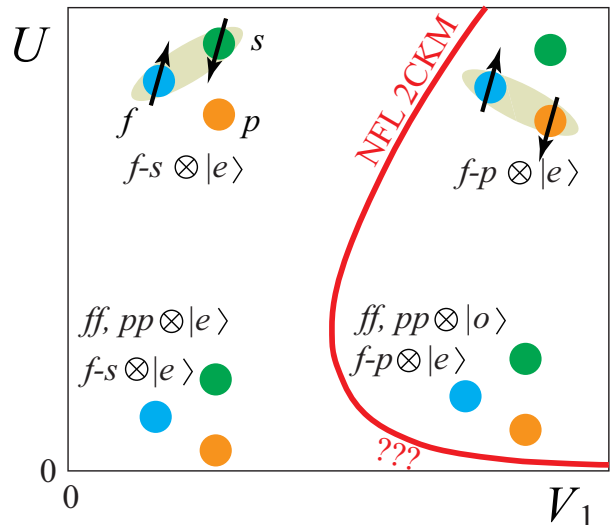 U
s
f
p
f-s ⊗ |e⟩
NFL 2CKM
f-p ⊗ |e⟩
ff, pp ⊗ |e⟩
f-s ⊗ |e⟩
ff, pp ⊗ |o⟩
f-p ⊗ |e⟩
???
0
0
V₁